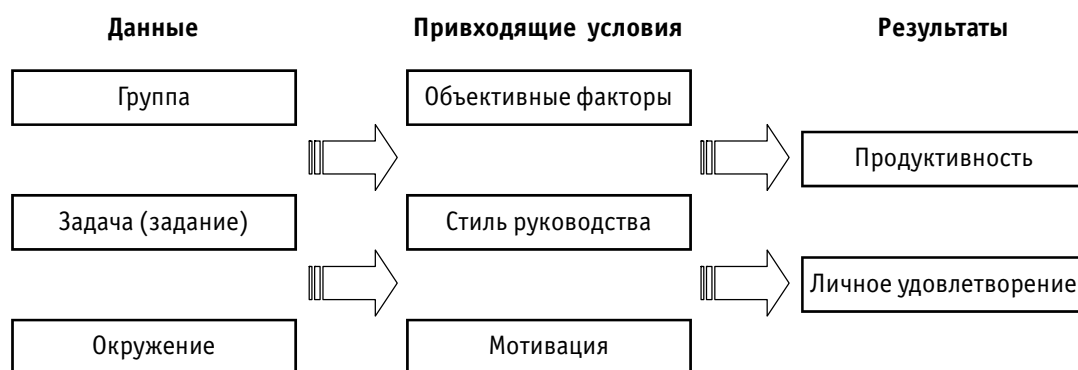 Данные
Привходящие условия
Результаты
Группа
Объективные факторы
Продуктивность
Задача (задание)
Стиль руководства
Личное удовлетворение
Окружение
Мотивация